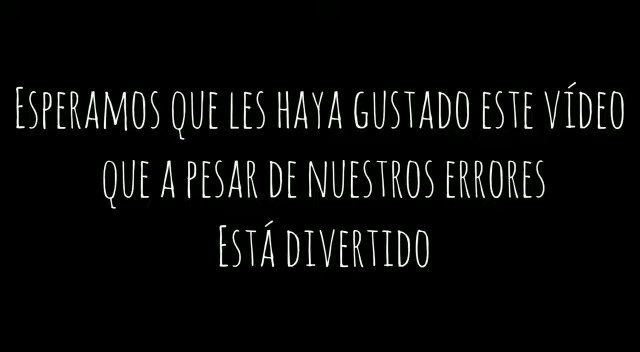 Esperamos que les haya gustado este vídeo
que a pesar de nuestros errores
Está divertido